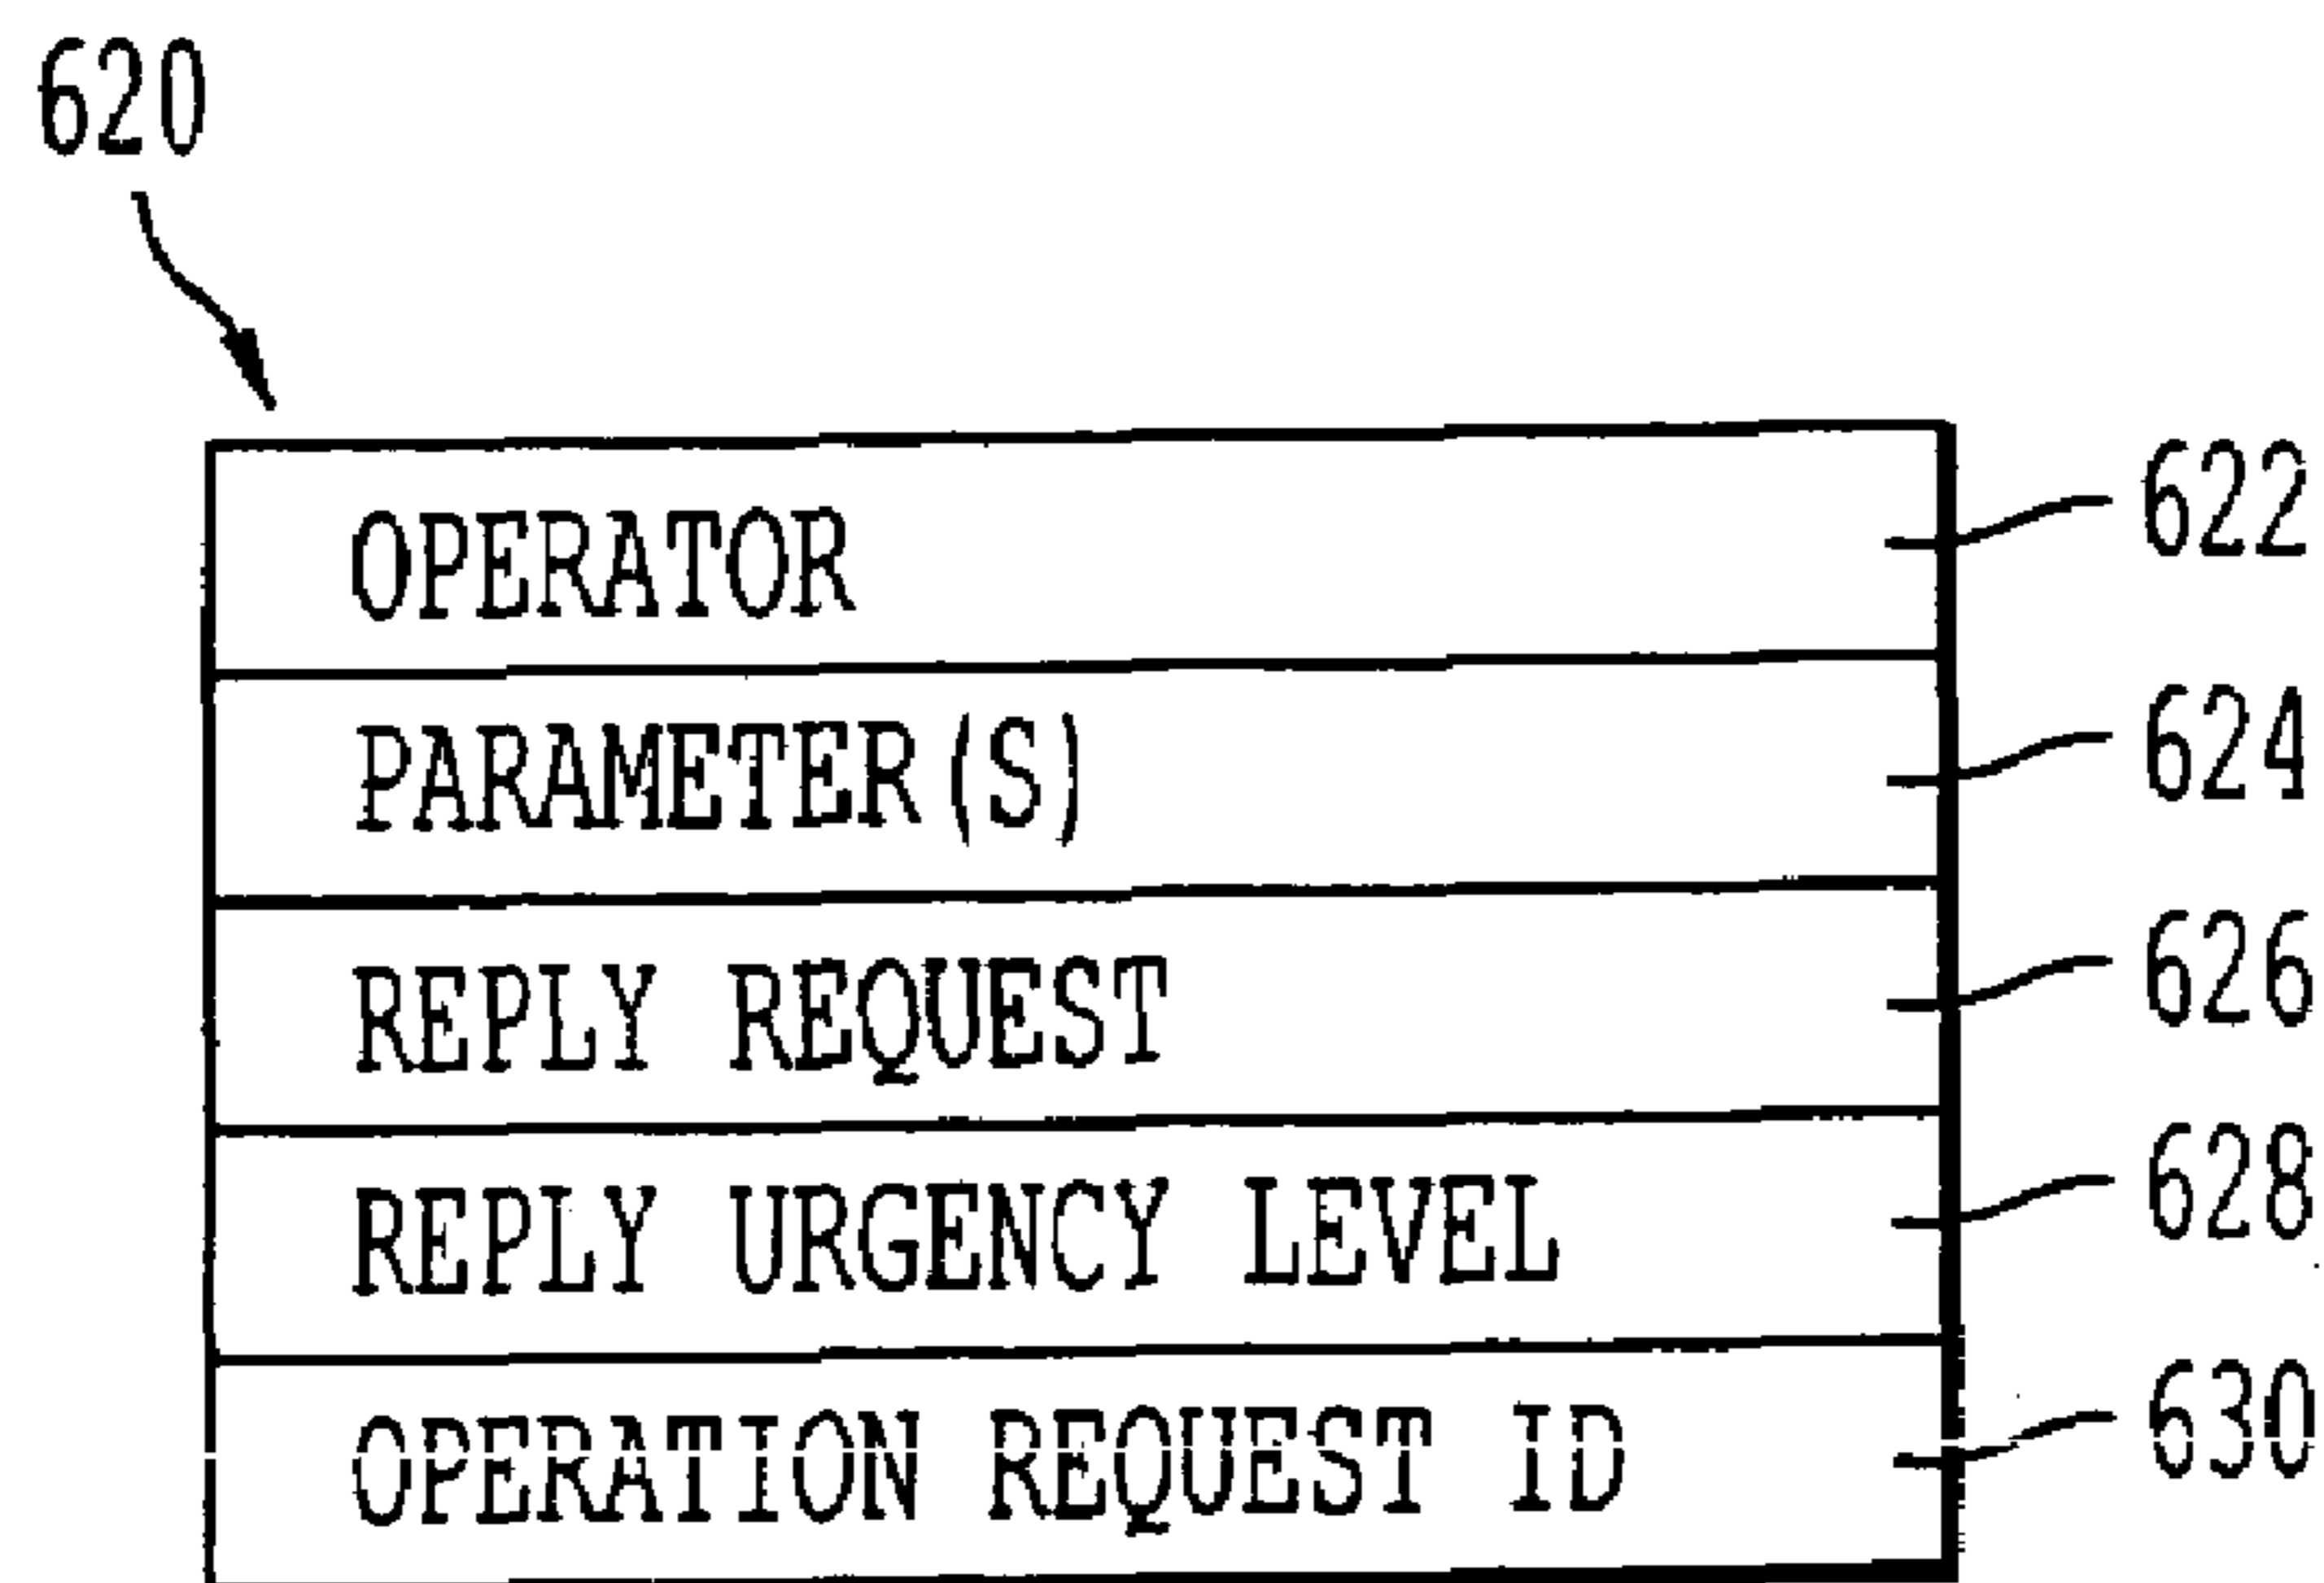 620
OPERATOR 622
PARAMETER(S) 624
REPLY REQUEST 626
REPLY URGENCY LEVEL 628
OPERATION REQUEST ID 630